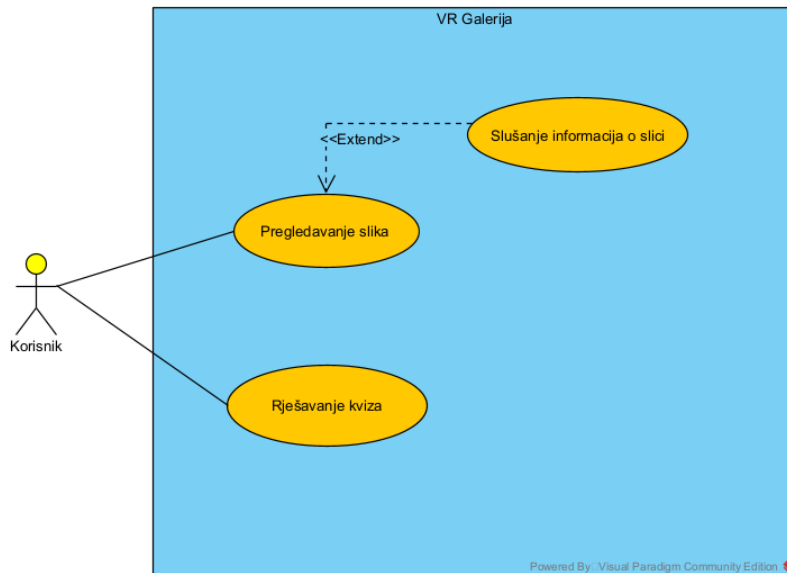 VR Galerija
Slušanje informacija o slici
<<Extend>>
Pregledavanje slika
Korisnik
Rješavanje kviza
Powered By: Visual Paradigm Community Edition